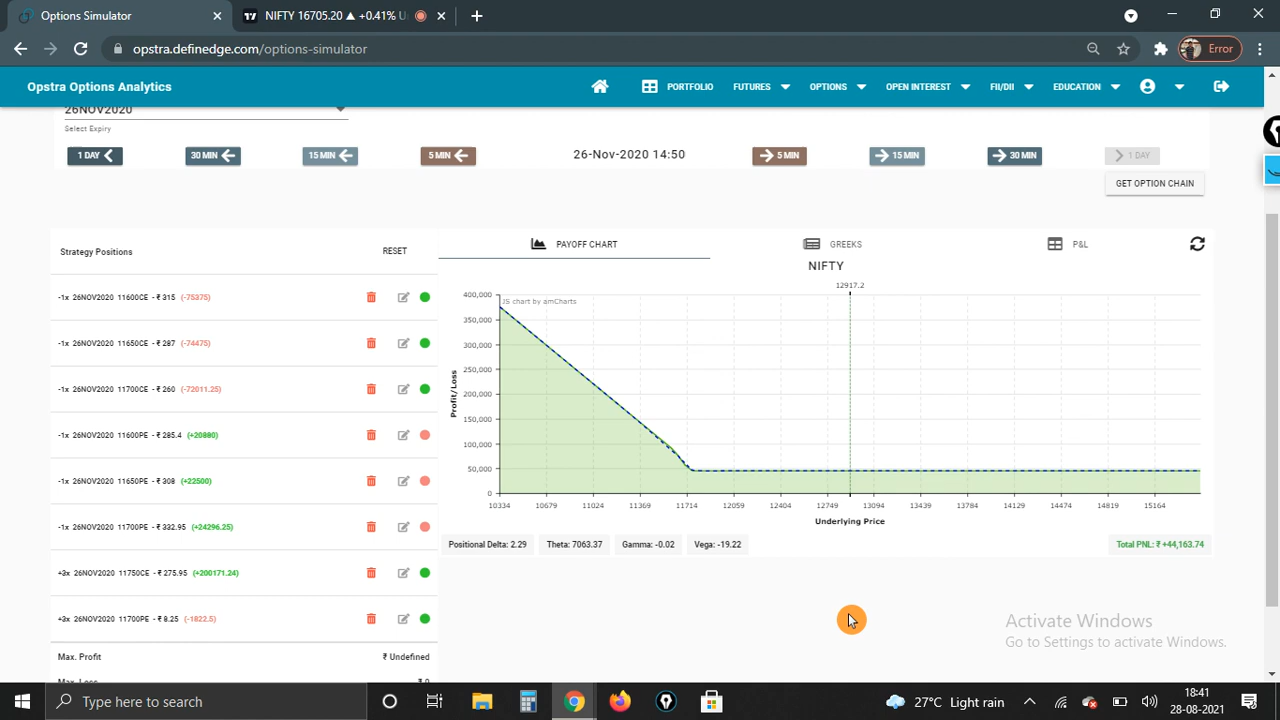 Options Simulator
NIFTY 16705.20 ▲ +0.41% U
opstra.definedge.com/options-simulator
Error
Opstra Options Analytics
PORTFOLIO
FUTURES
OPTIONS
OPEN INTEREST
FII/DII
EDUCATION
26NOV2020
Select Expiry
1 DAY
30 MIN
15 MIN
5 MIN
26-Nov-2020 14:50
5 MIN
15 MIN
30 MIN
1 DAY
GET OPTION CHAIN
Strategy Positions
RESET
-1x 26NOV2020 11600CE - ₹ 315 (-75375)
-1x 26NOV2020 11650CE - ₹ 287 (-74475)
-1x 26NOV2020 11700CE - ₹ 260 (-72011.25)
-1x 26NOV2020 11600PE - ₹ 285.4 (+20880)
-1x 26NOV2020 11650PE - ₹ 308 (+22500)
-1x 26NOV2020 11700PE - ₹ 332.95 (+24296.25)
+3x 26NOV2020 11750CE - ₹ 275.95 (+200171.24)
+3x 26NOV2020 11700PE - ₹ 8.25 (-1822.5)
Max. Profit
₹ Undefined
PAYOFF CHART
GREEKS
P&L
NIFTY
12917.2
JS chart by amCharts
400,000
350,000
300,000
250,000
200,000
150,000
100,000
50,000
0
Profit/Loss
10334 10679 11024 11369 11714 12059 12404 12749 13094 13439 13784 14129 14474 14819 15164
Underlying Price
Positional Delta: 2.29
Theta: 7063.37
Gamma: -0.02
Vega: -19.22
Total PNL: ₹ +44,163.74
Activate Windows
Go to Settings to activate Windows.
Type here to search
27°C Light rain
18:41
28-08-2021